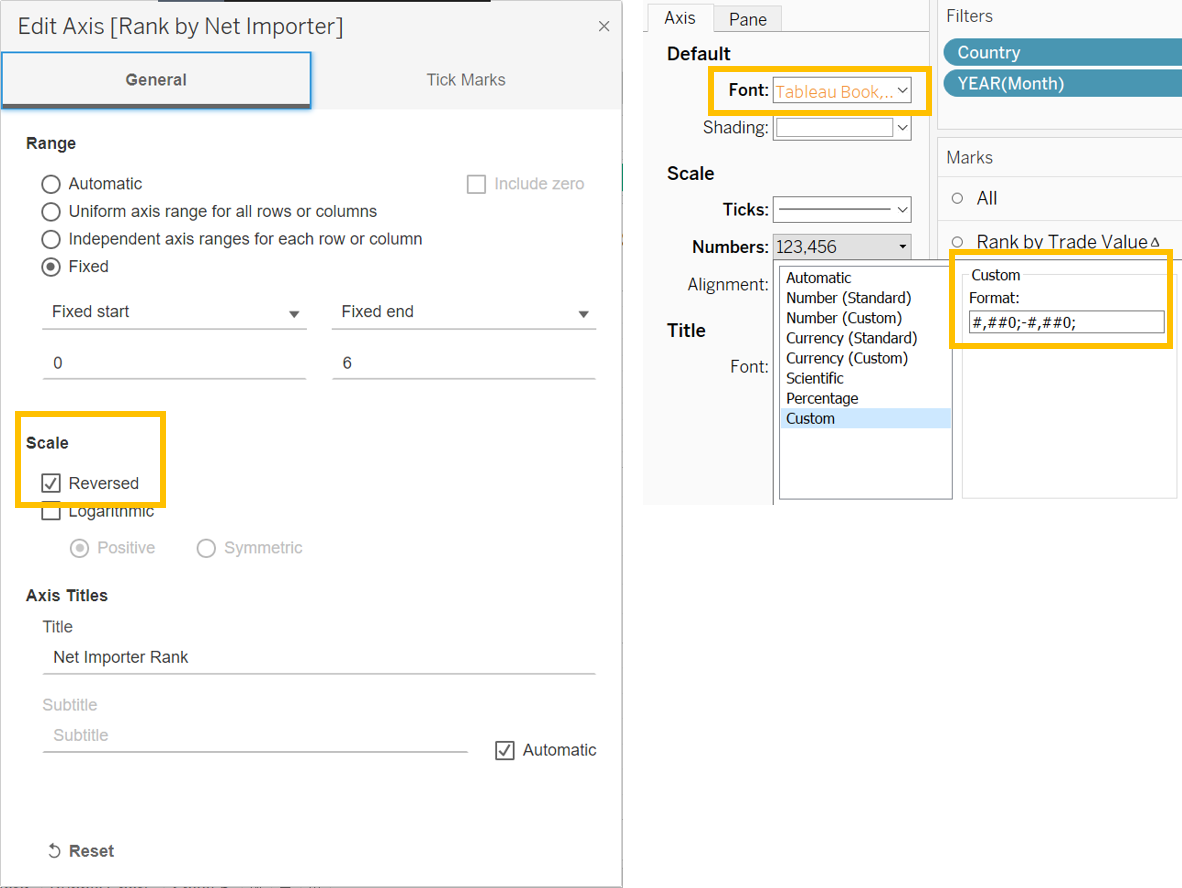 Edit Axis [Rank by Net Importer]
General
Tick Marks
Range
Automatic
Include zero
Uniform axis range for all rows or columns
Independent axis ranges for each row or column
Fixed
Fixed start
Fixed end
0
6
Scale
Reversed
Logarithmic
Positive
Symmetric
Axis Titles
Title
Net Importer Rank
Subtitle
Subtitle
Automatic
Reset
Axis
Pane
Default
Font:
Tableau Book,..
Shading:
Scale
Ticks:
Numbers:
123,456
Alignment:
Title
Font:
Automatic
Number (Standard)
Number (Custom)
Currency (Standard)
Currency (Custom)
Scientific
Percentage
Custom
Filters
Country
YEAR(Month)
Marks
All
Rank by Trade Value
Custom
Format:
#,##0;-#,##0;